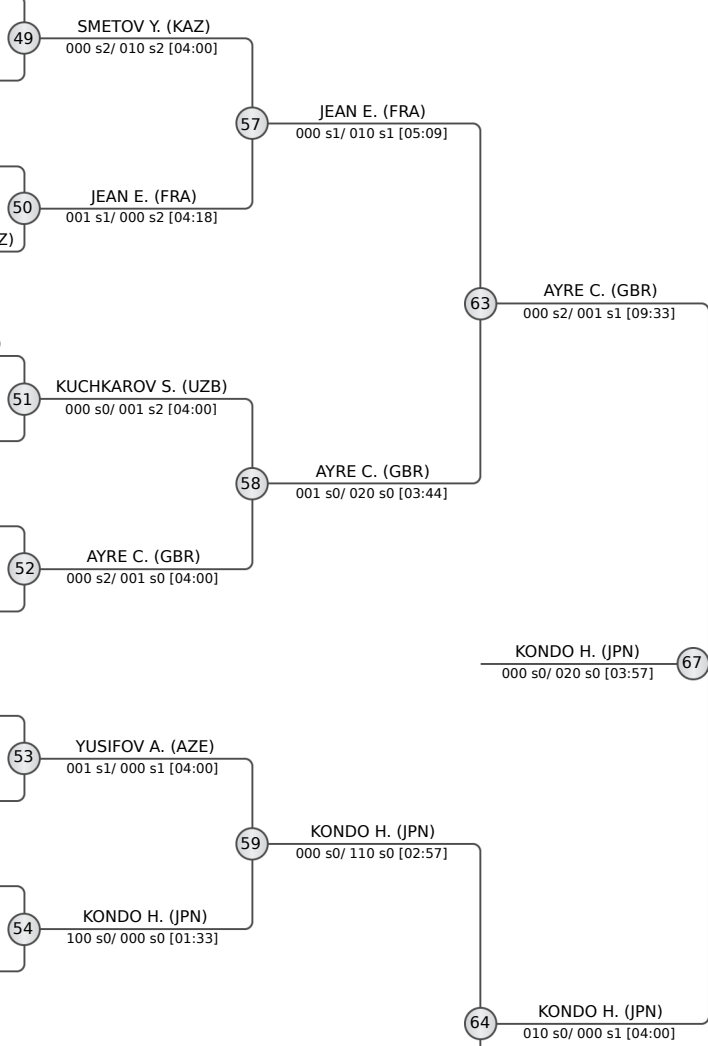 49
SMETOV Y. (KAZ)
000 s2/ 010 s2 [04:00]
57
JEAN E. (FRA)
000 s1/ 010 s1 [05:09]
50
JEAN E. (FRA)
001 s1/ 000 s2 [04:18]
Z)
63
AYRE C. (GBR)
000 s2/ 001 s1 [09:33]
)
51
KUCHKAROV S. (UZB)
000 s0/ 001 s2 [04:00]
58
AYRE C. (GBR)
001 s0/ 020 s0 [03:44]
52
AYRE C. (GBR)
000 s2/ 001 s0 [04:00]
KONDO H. (JPN)
000 s0/ 020 s0 [03:57]
67
53
YUSIFOV A. (AZE)
001 s1/ 000 s1 [04:00]
59
KONDO H. (JPN)
000 s0/ 110 s0 [02:57]
54
KONDO H. (JPN)
100 s0/ 000 s0 [01:33]
64
KONDO H. (JPN)
010 s0/ 000 s1 [04:00]